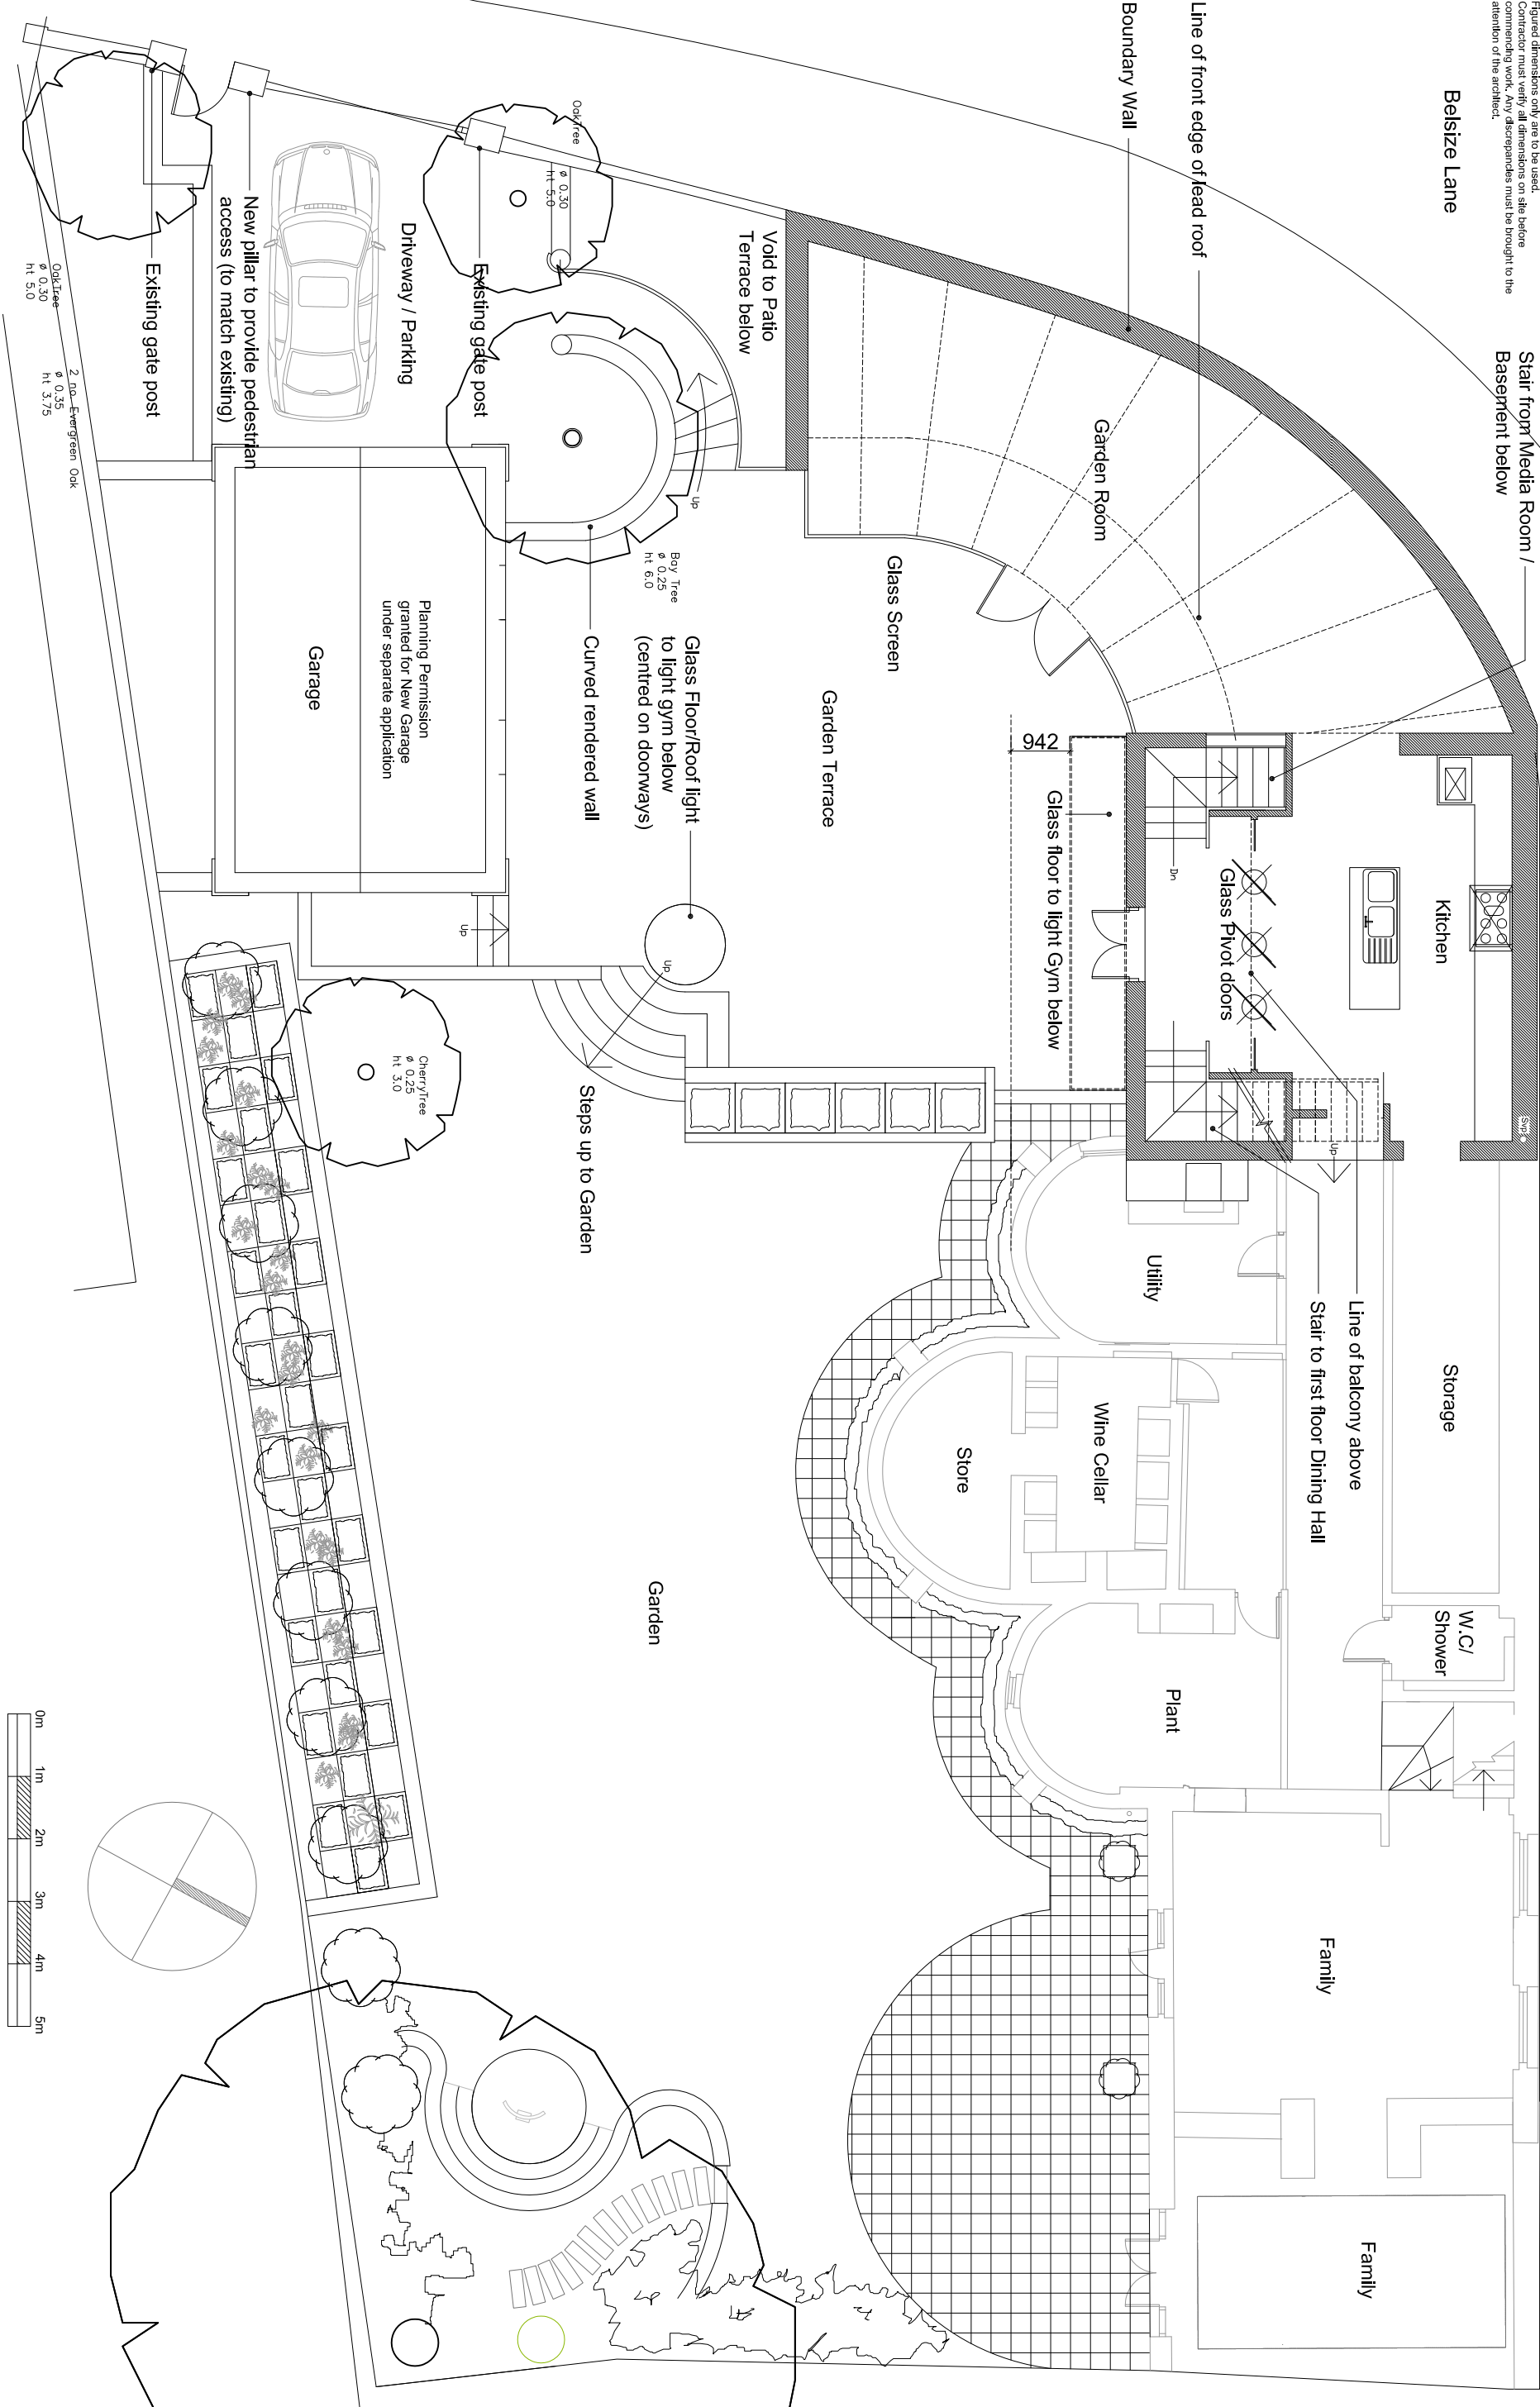 Figured dimensions only are to be used.
Contractor must verify all dimensions on site before
commencing work. Any discrepancies must be brought to the
attention of the architect.
Belsize Lane
Stair from Media Room /
Basement below
Line of front edge of lead roof
Boundary Wall
Void to Patio
Terrace below
Garden Room
Glass Screen
Garden Terrace
OakTree
ø 0.30
ht 5.0
Existing gate post
Driveway / Parking
New pillar to provide pedestrian
access (to match existing)
Existing gate post
OakTree
ø 0.30
ht 5.0
2 no. Evergreen Oak
ø 0.35
ht 3.75
Up
Bay Tree
ø 0.25
ht 6.0
Curved rendered wall
Glass Floor/Roof light
to light gym below
(centred on doorways)
Planning Permission
granted for New Garage
under separate application
Garage
Up
Up
942
Glass floor to light Gym below
Dn
Glass Pivot doors
Kitchen
Svp
Up
Line of balcony above
Stair to first floor Dining Hall
Steps up to Garden
CherryTree
ø 0.25
ht 3.0
Utility
Storage
Wine Cellar
Store
W.C/
Shower
Plant
Garden
Family
Family
0m
1m
2m
3m
4m
5m